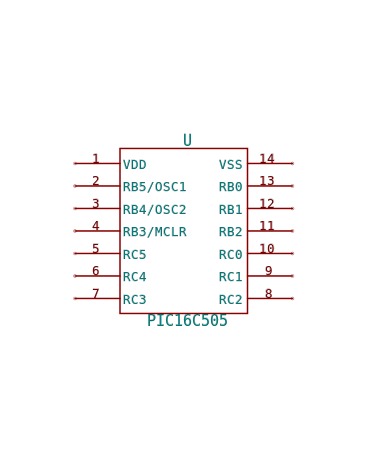 U
1 VDD VSS 14
2 RB5/OSC1 RB0 13
3 RB4/OSC2 RB1 12
4 RB3/MCLR RB2 11
5 RC5 RC0 10
6 RC4 RC1 9
7 RC3 RC2 8
PIC16C505